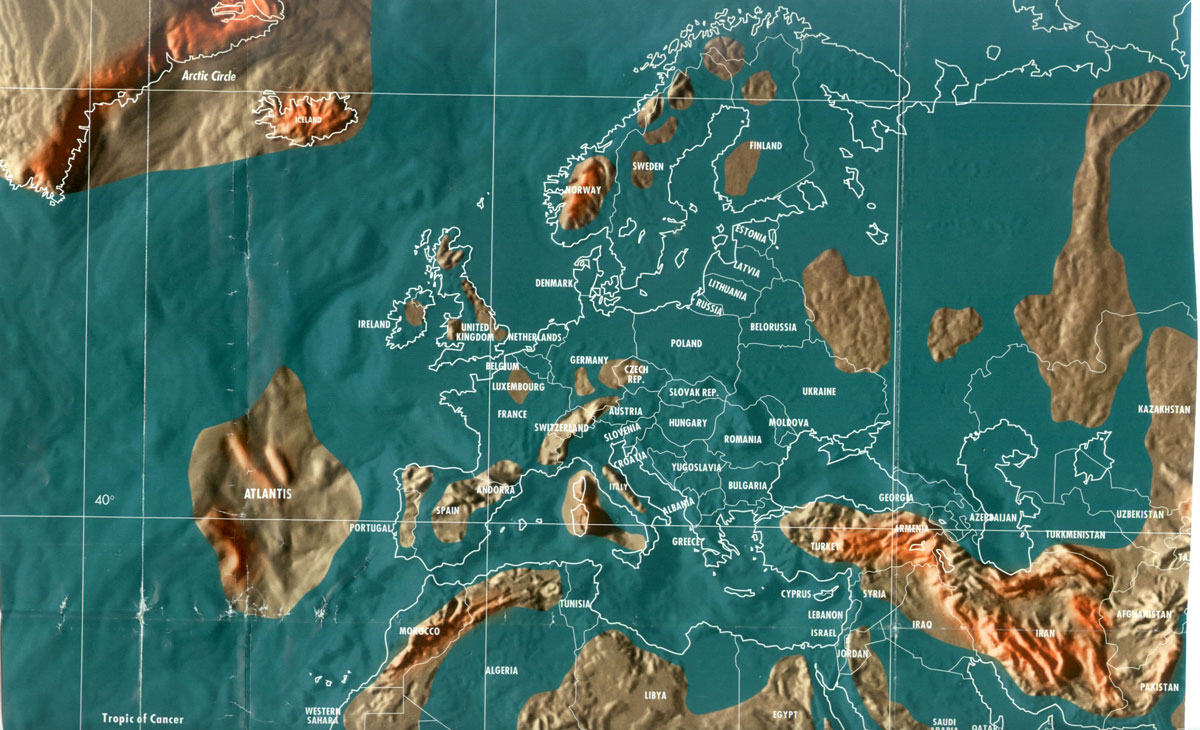 Arctic Circle
ICELAND
FINLAND
SWEDEN
NORWAY
ESTONIA
LATVIA
DENMARK
LITHUANIA
RUSSIA
IRELAND
UNITED
KINGDOM
NETHERLANDS
BELORUSSIA
POLAND
GERMANY
BELGIUM
CZECH
REP.
LUXEMBOURG
SLOVAK REP.
UKRAINE
FRANCE
AUSTRIA
KAZAKHSTAN
SWITZERLAND
HUNGARY
MOLDOVA
SLOVENIA
ROMANIA
CROATIA
YUGOSLAVIA
ATLANTIS
40°
ANDORRA
ITALY
BULGARIA
GEORGIA
SPAIN
ALBANIA
AZERBAIJAN
UZBEKISTAN
PORTUGAL
ARMENIA
TURKMENISTAN
GREECE
TURKEY
TA
CYPRUS
SYRIA
TUNISIA
LEBANON
AFGHANISTAN
IRAQ
MOROCCO
ISRAEL
IRAN
JORDAN
ALGERIA
PAKISTAN
LIBYA
WESTERN
SAHARA
EGYPT
Tropic of Cancer
SAUDI
ARABIA
QATAR